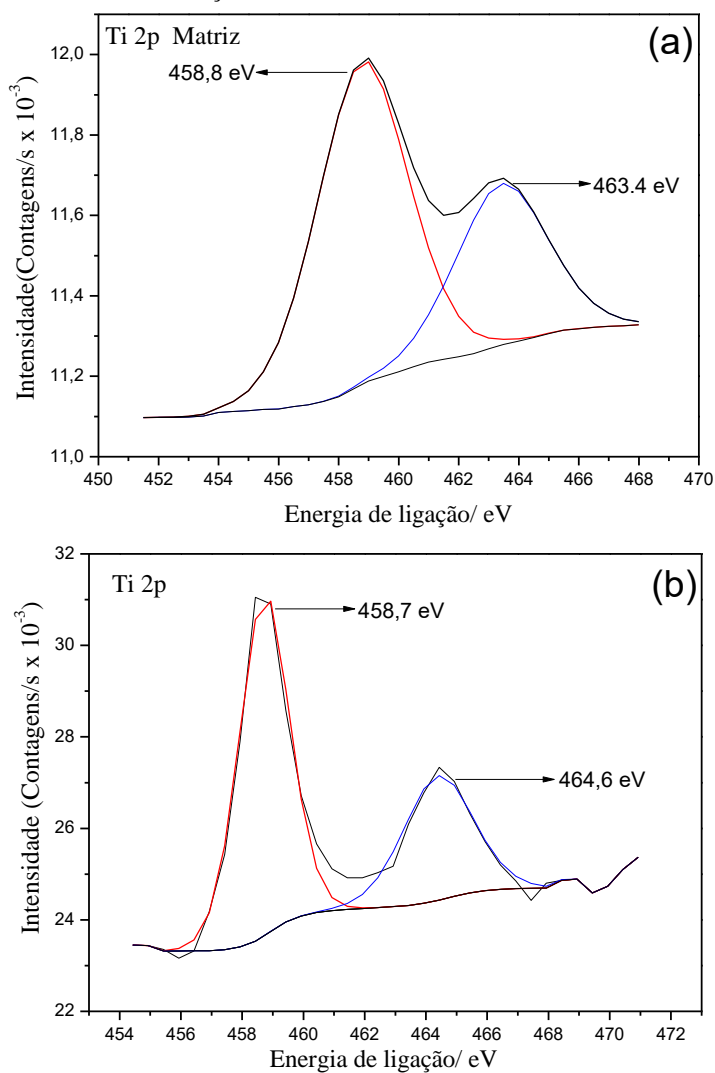 Ti 2p Matriz
(a)
458,8 eV
463.4 eV
Intensidade(Contagens/s x 10⁻³)
12,0
11,8
11,6
11,4
11,2
11,0
450 452 454 456 458 460 462 464 466 468 470
Energia de ligação/ eV
Ti 2p
(b)
458,7 eV
464,6 eV
Intensidade (Contagens/s x 10⁻³)
32
30
28
26
24
22
454 456 458 460 462 464 466 468 470 472
Energia de ligação/ eV